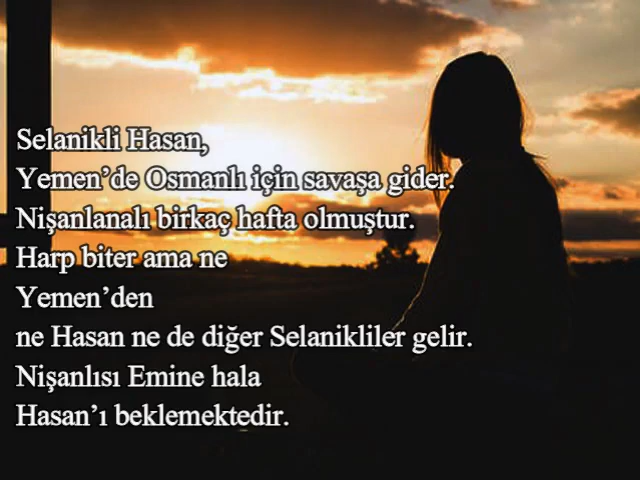 Selanikli Hasan,
Yemen'de Osmanlı için savaşa gider.
Nişanlanalı birkaç hafta olmuştur.
Harp biter ama ne
Yemen'den
ne Hasan ne de diğer Selanikliler gelir.
Nişanlısı Emine hala
Hasan'ı beklemektedir.